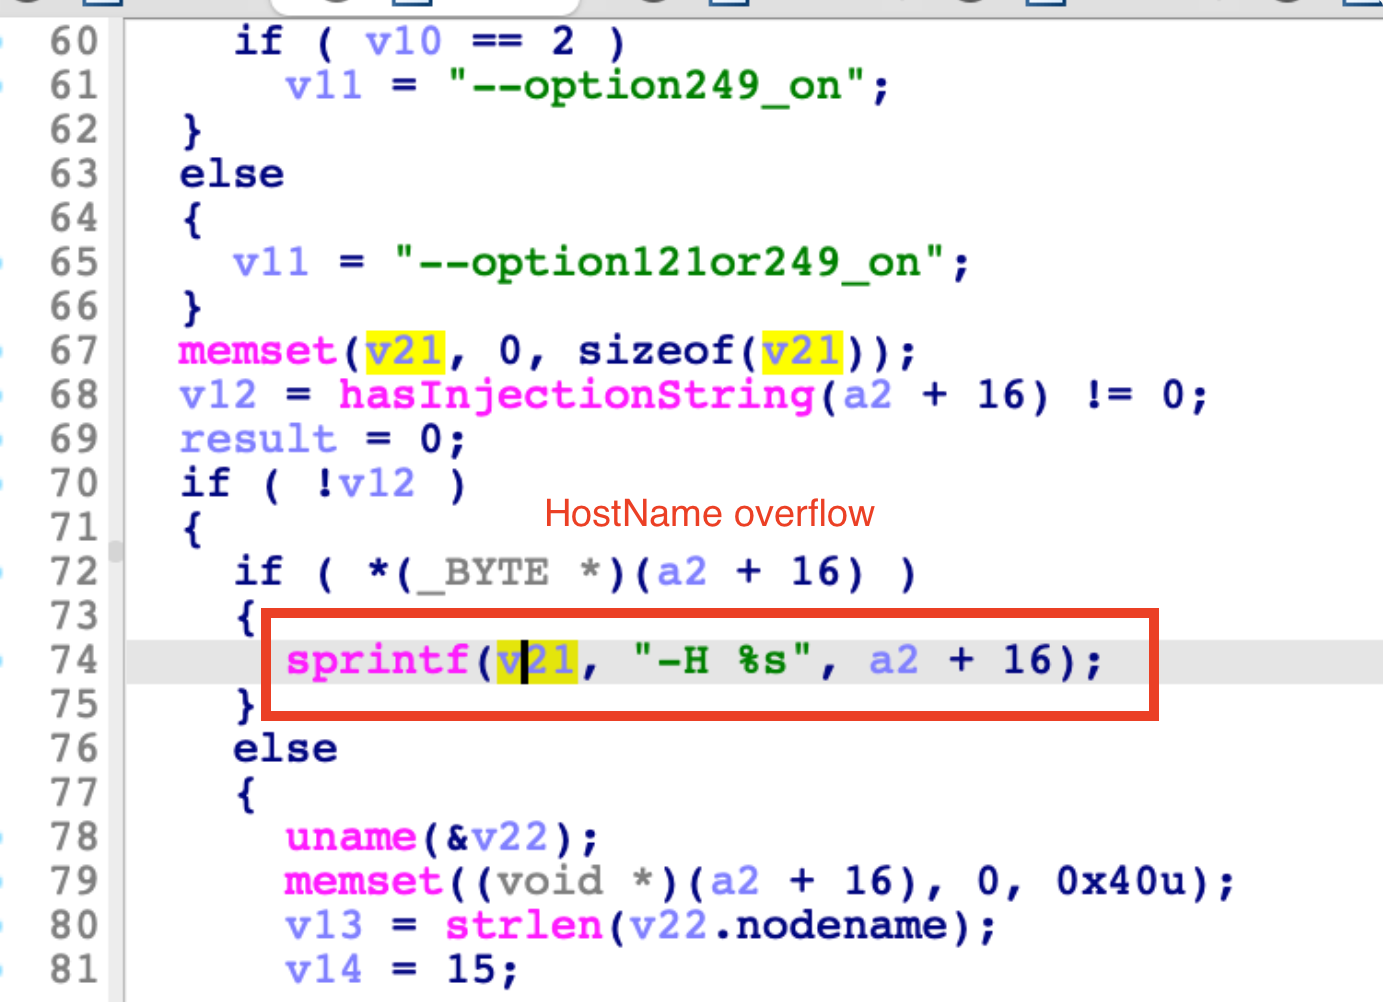 60 if ( v10 == 2 )
61 v11 = "--option249_on";
62 }
63 else
64 {
65 v11 = "--option121or249_on";
66 }
67 memset(v21, 0, sizeof(v21));
68 v12 = hasInjectionString(a2 + 16) != 0;
69 result = 0;
70 if ( !v12 )
HostName overflow
71 {
72 if ( *(_BYTE *)(a2 + 16) )
73 {
74 sprintf(v21, "-H %s", a2 + 16);
75 }
76 else
77 {
78 uname(&v22);
79 memset((void *)(a2 + 16), 0, 0x40u);
80 v13 = strlen(v22.nodename);
81 v14 = 15;